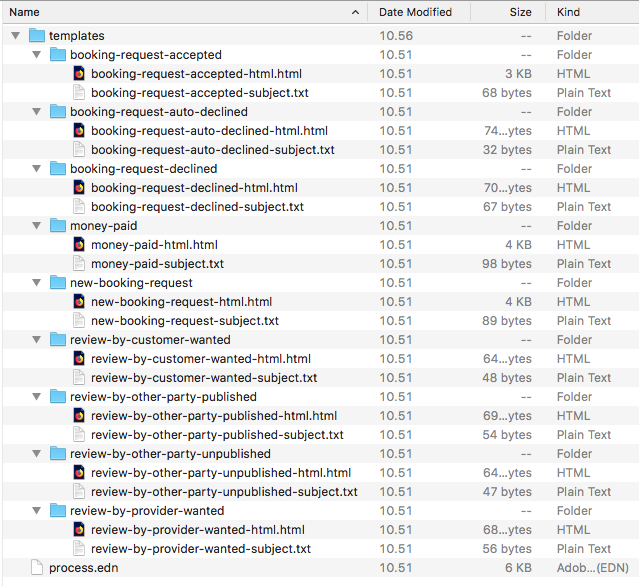 Name Date Modified Size Kind
templates 10.56 -- Folder
booking-request-accepted 10.51 -- Folder
booking-request-accepted-html.html 10.51 3 KB HTML
booking-request-accepted-subject.txt 10.51 68 bytes Plain Text
booking-request-auto-declined 10.51 -- Folder
booking-request-auto-declined-html.html 10.51 74...ytes HTML
booking-request-auto-declined-subject.txt 10.51 32 bytes Plain Text
booking-request-declined 10.51 -- Folder
booking-request-declined-html.html 10.51 70...ytes HTML
booking-request-declined-subject.txt 10.51 67 bytes Plain Text
money-paid 10.51 -- Folder
money-paid-html.html 10.51 4 KB HTML
money-paid-subject.txt 10.51 98 bytes Plain Text
new-booking-request 10.51 -- Folder
new-booking-request-html.html 10.51 4 KB HTML
new-booking-request-subject.txt 10.51 89 bytes Plain Text
review-by-customer-wanted 10.51 -- Folder
review-by-customer-wanted-html.html 10.51 64...ytes HTML
review-by-customer-wanted-subject.txt 10.51 48 bytes Plain Text
review-by-other-party-published 10.51 -- Folder
review-by-other-party-published-html.html 10.51 69...ytes HTML
review-by-other-party-published-subject.txt 10.51 54 bytes Plain Text
review-by-other-party-unpublished 10.51 -- Folder
review-by-other-party-unpublished-html.html 10.51 64...ytes HTML
review-by-other-party-unpublished-subject.txt 10.51 47 bytes Plain Text
review-by-provider-wanted 10.51 -- Folder
review-by-provider-wanted-html.html 10.51 68...ytes HTML
review-by-provider-wanted-subject.txt 10.51 56 bytes Plain Text
process.edn 10.51 6 KB Adob...(EDN)